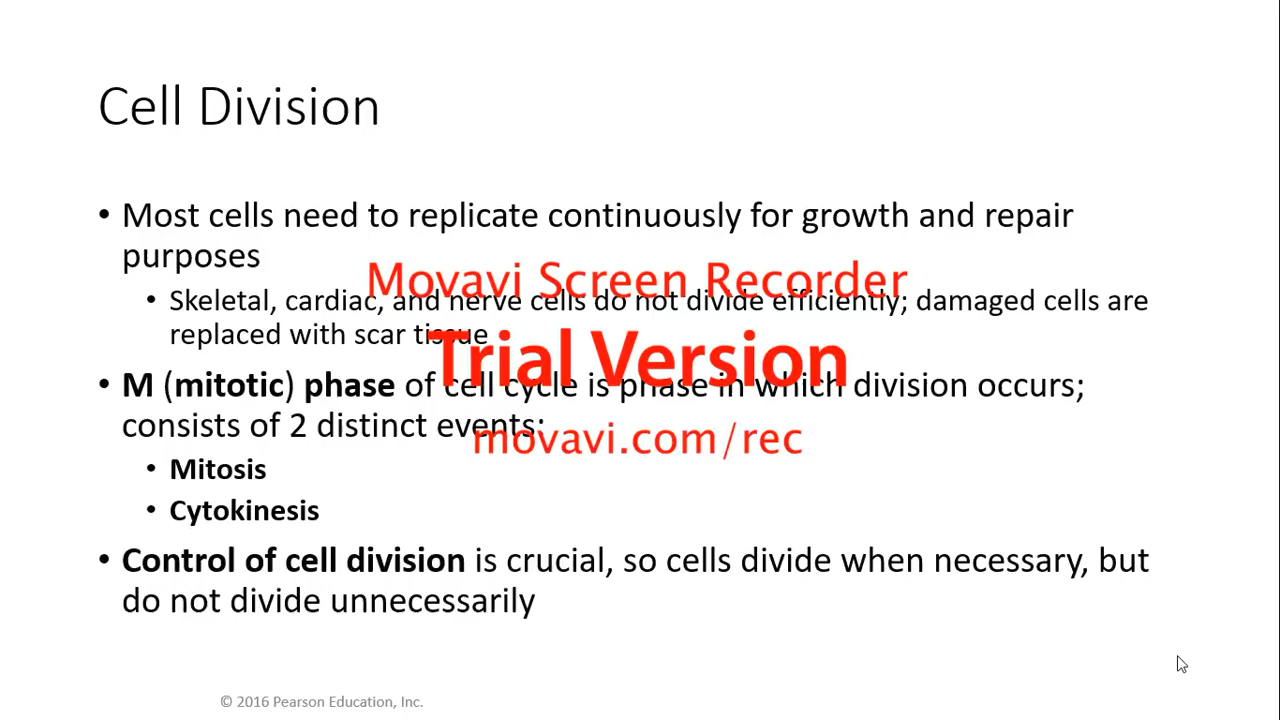 Cell Division
• Most cells need to replicate continuously for growth and repair
purposes
Movavi Screen Recorder
• Skeletal, cardiac, and nerve cells do not divide efficiently; damaged cells are
replaced with scar tissue
Trial Version
• M (mitotic) phase of cell cycle is phase in which division occurs;
consists of 2 distinct events:
movavi.com/rec
• Mitosis
• Cytokinesis
• Control of cell division is crucial, so cells divide when necessary, but
do not divide unnecessarily
© 2016 Pearson Education, Inc.